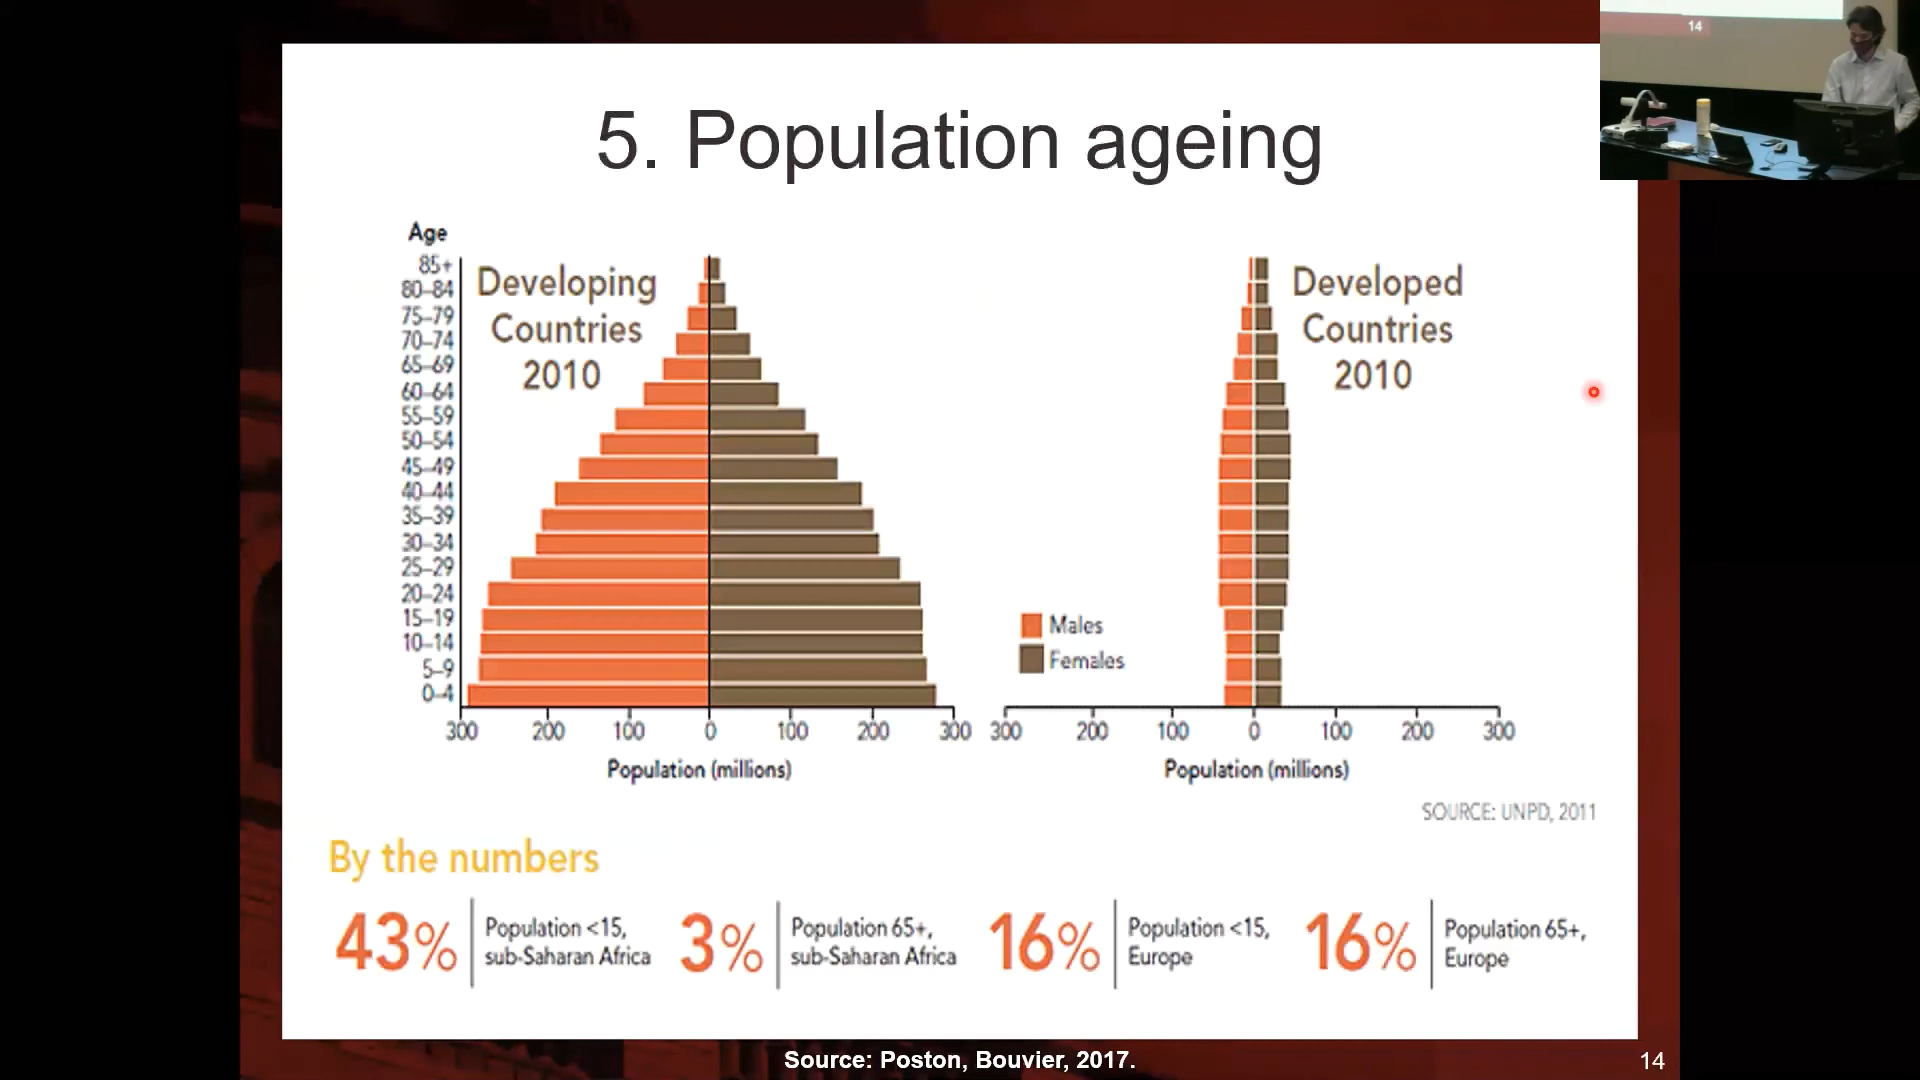 14
5. Population ageing
Age
85+
80–84
75–79
70–74
65–69
60–64
55–59
50–54
45–49
40–44
35–39
30–34
25–29
20–24
15–19
10–14
5–9
0–4
Developing
Countries
2010
300 200 100 0 100 200 300
Population (millions)
Males
Females
Developed
Countries
2010
300 200 100 0 100 200 300
Population (millions)
SOURCE: UNPD, 2011
By the numbers
43%
Population <15,
sub-Saharan Africa
3%
Population 65+,
sub-Saharan Africa
16%
Population <15,
Europe
16%
Population 65+,
Europe
Source: Poston, Bouvier, 2017.
14